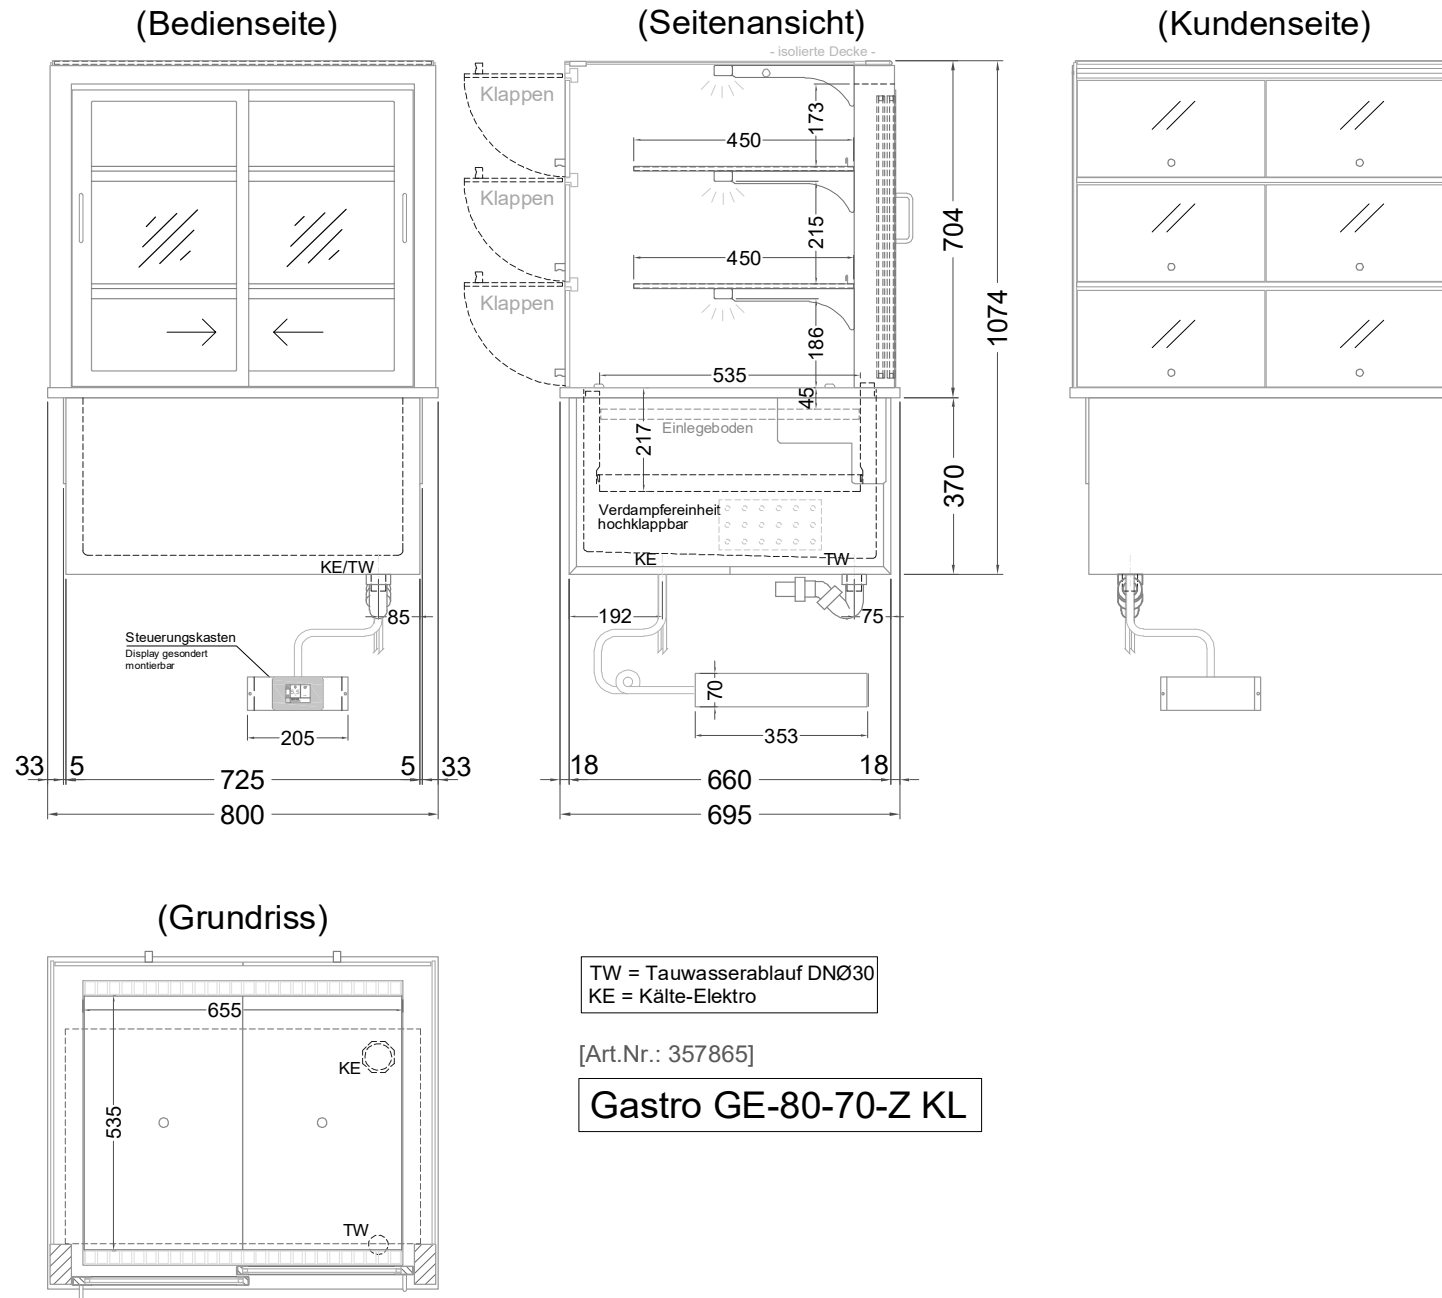 (Bedienseite)
(Seitenansicht)
(Kundenseite)
- isolierte Decke -
Klappen
Klappen
Klappen
173
450
215
450
186
535
45
217
Einlegeboden
704
1074
370
Verdampfereinheit
hochklappbar
KE
TW
KE/TW
85
192
75
Steuerungskasten
Display gesondert
montierbar
205
70
353
33
5
725
5
33
800
18
660
18
695
(Grundriss)
655
535
KE
TW
TW = Tauwasserablauf DNØ30
KE = Kälte-Elektro
[Art.Nr.: 357865]
Gastro GE-80-70-Z KL